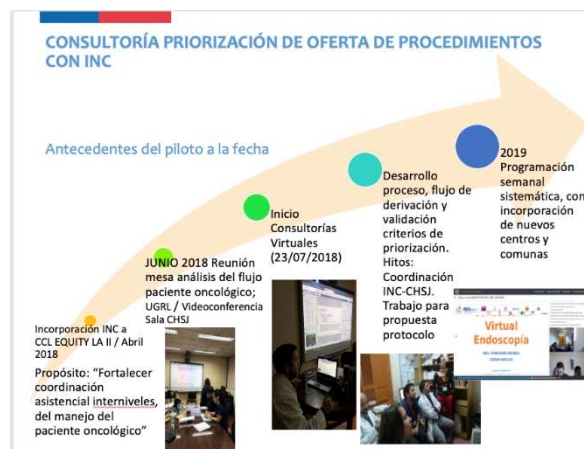 CONSULTORÍA PRIORIZACIÓN DE OFERTA DE PROCEDIMIENTOS
CON INC
Antecedentes del piloto a la fecha
Incorporación INC a
CCL EQUITY LA II / Abril
2018
Propósito: “Fortalecer
coordinación
asistencial interniveles,
del manejo del
paciente oncológico”
JUNIO 2018 Reunión
mesa análisis del flujo
paciente oncológico;
UGRL / Videoconferencia
Sala CHSJ
Inicio
Consultorías
Virtuales
(23/07/2018)
Desarrollo
proceso, flujo de
derivación y
validación
criterios de
priorización.
Hitos:
Coordinación
INC-CHSJ.
Trabajo para
propuesta
protocolo
2019
Programación
semanal
sistemática, con
incorporación
de nuevos
centros y
comunas
Virtual
Endoscopía